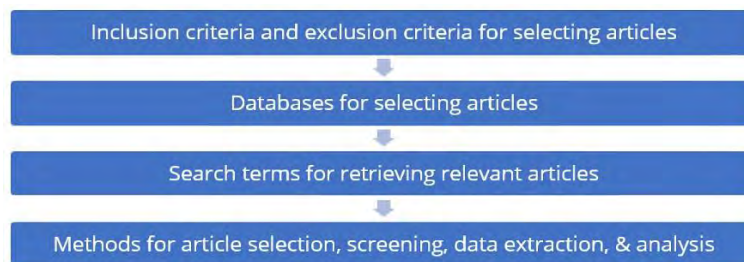 Inclusion criteria and exclusion criteria for selecting articles
Databases for selecting articles
Search terms for retrieving relevant articles
Methods for article selection, screening, data extraction, & analysis